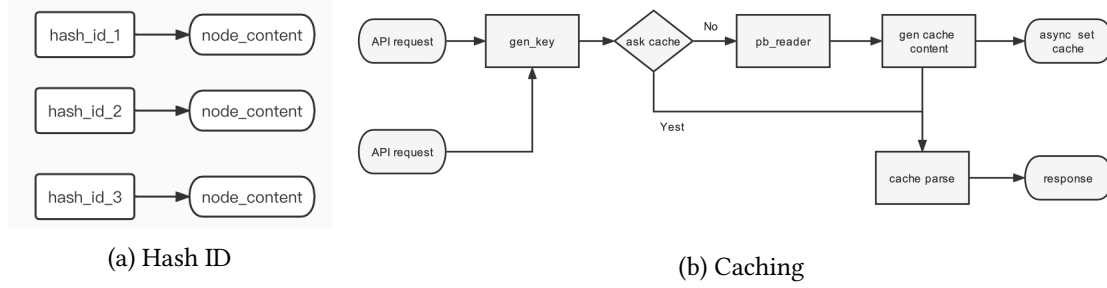 hash_id_1
node_content
hash_id_2
node_content
hash_id_3
node_content
(a) Hash ID
API request
gen_key
ask cache
No
pb_reader
gen cache
content
async set
cache
Yest
API request
cache parse
response
(b) Caching